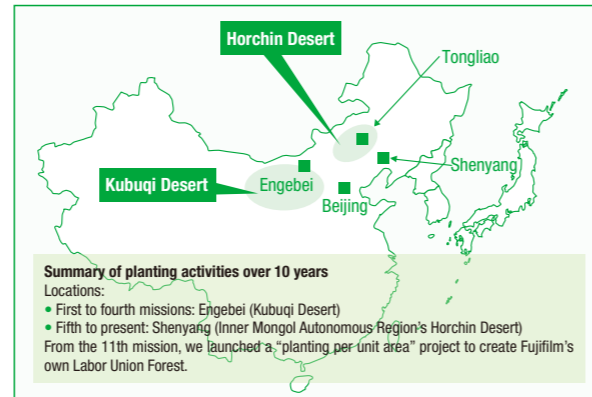 Horchin Desert
Tongliao
Shenyang
Kubuqi Desert
Engebei
Beijing
Summary of planting activities over 10 years
Locations:
• First to fourth missions: Engebei (Kubuqi Desert)
• Fifth to present: Shenyang (Inner Mongol Autonomous Region's Horchin Desert)
From the 11th mission, we launched a “planting per unit area” project to create Fujifilm's
own Labor Union Forest.